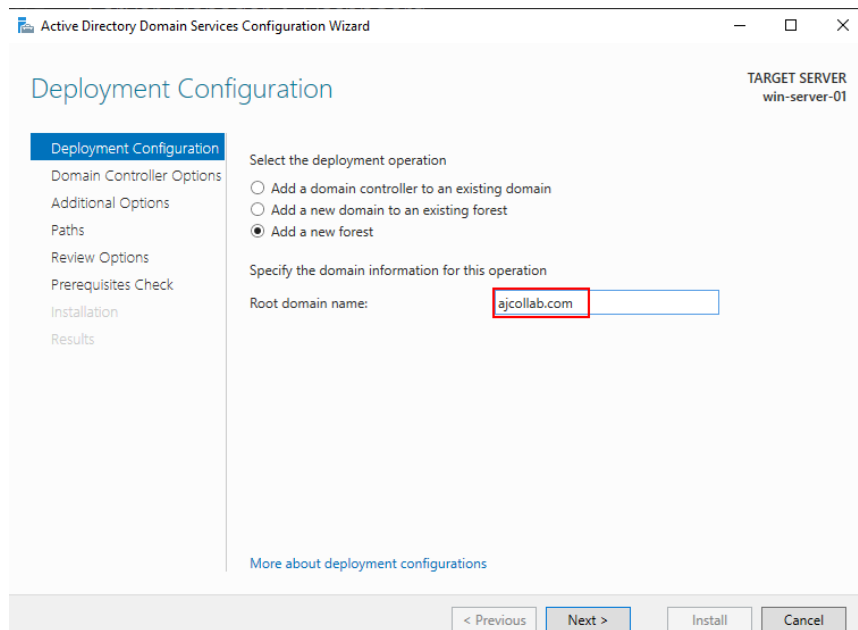 Active Directory Domain Services Configuration Wizard
Deployment Configuration
TARGET SERVER
win-server-01
Deployment Configuration
Domain Controller Options
Additional Options
Paths
Review Options
Prerequisites Check
Installation
Results
Select the deployment operation
Add a domain controller to an existing domain
Add a new domain to an existing forest
Add a new forest
Specify the domain information for this operation
Root domain name:
ajcollab.com
More about deployment configurations
< Previous
Next >
Install
Cancel